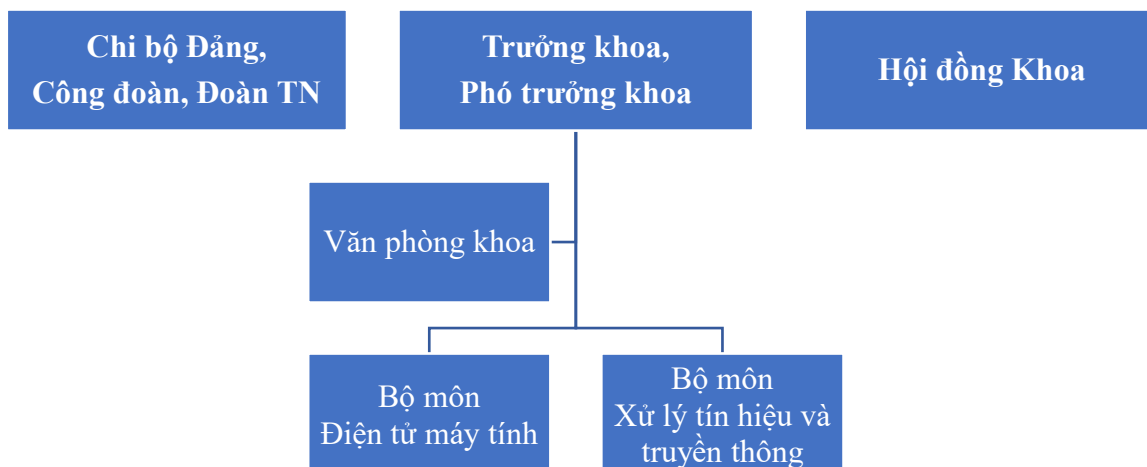 Chi bộ Đảng,
Công đoàn, Đoàn TN
Trưởng khoa,
Phó trưởng khoa
Hội đồng Khoa
Văn phòng khoa
Bộ môn
Điện tử máy tính
Bộ môn
Xử lý tín hiệu và
truyền thông